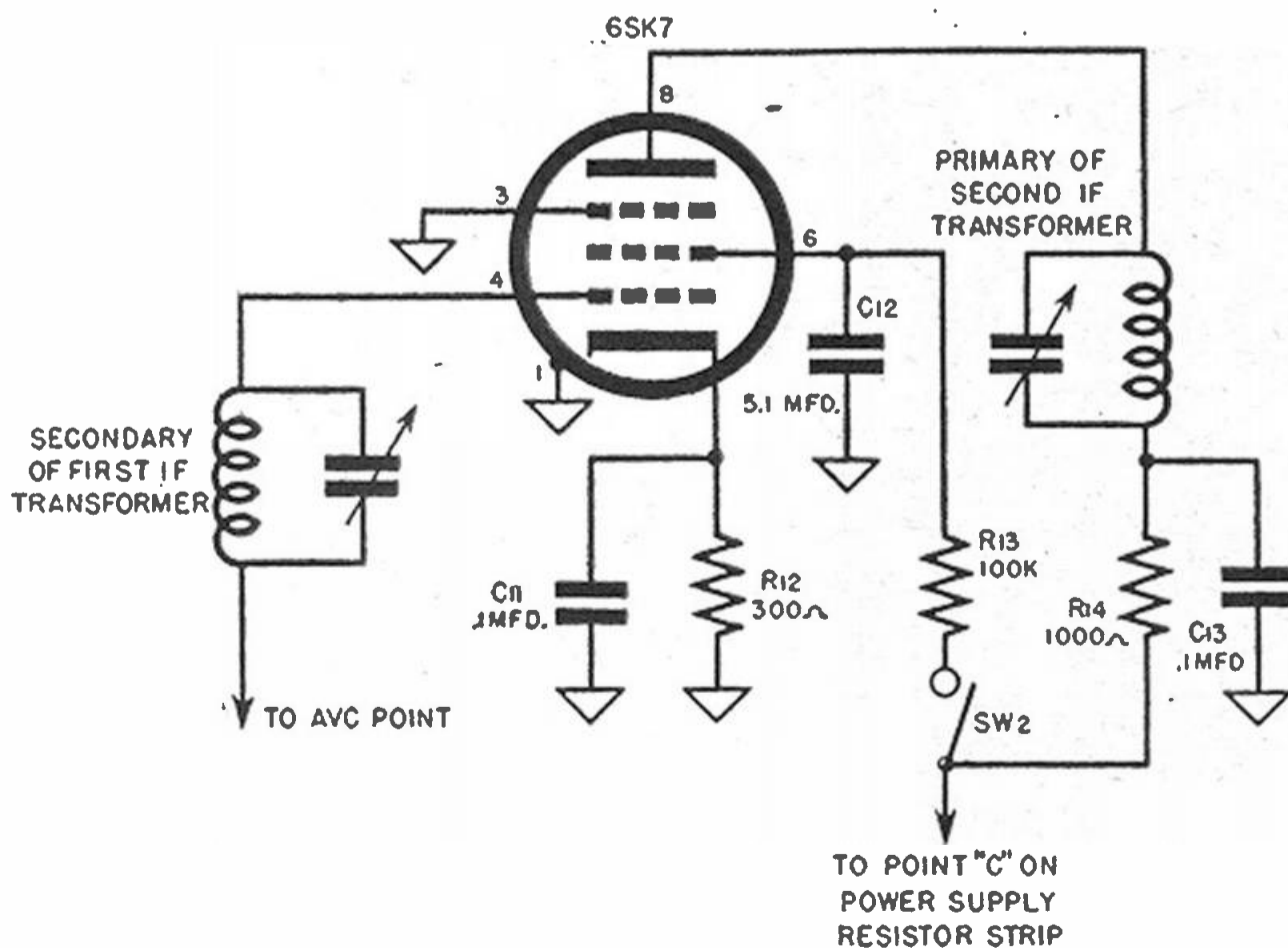 6SK7
8
PRIMARY OF
SECOND IF
TRANSFORMER
3
6
4
C12
1
5.1 MFD.
SECONDARY
OF FIRST IF
TRANSFORMER
C11
.1MFD.
R12
300Ω
R13
100K
R14
1000Ω
C13
.1MFD
TO AVC POINT
SW2
TO POINT "C" ON
POWER SUPPLY
RESISTOR STRIP